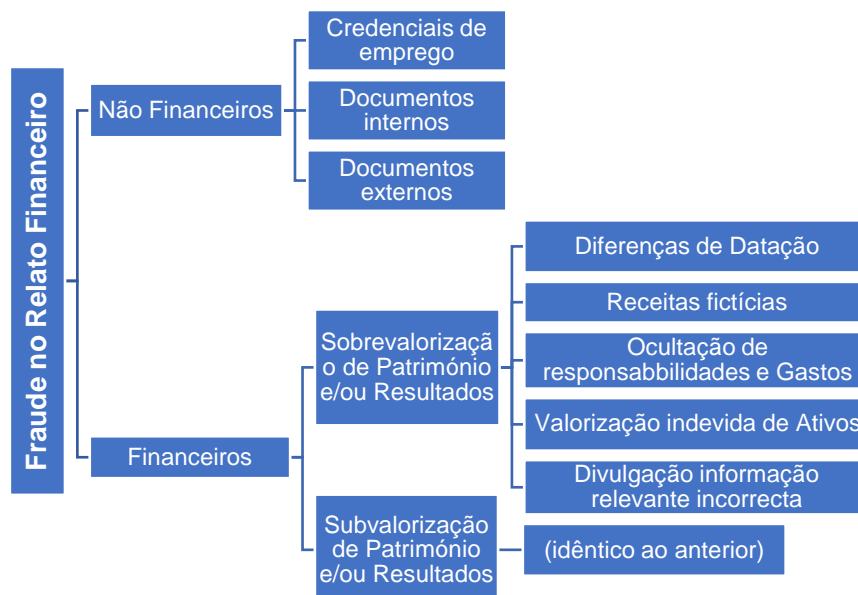 Fraude no Relato Financeiro
Não Financeiros
Credenciais de
emprego
Documentos
internos
Documentos
externos
Financeiros
Sobrevalorizaçã
o de Património
e/ou Resultados
Diferenças de Datação
Receitas fictícias
Ocultação de
responsabbilidades e Gastos
Valorização indevida de Ativos
Divulgação informação
relevante incorrecta
Subvalorização
de Património
e/ou Resultados
(idêntico ao anterior)